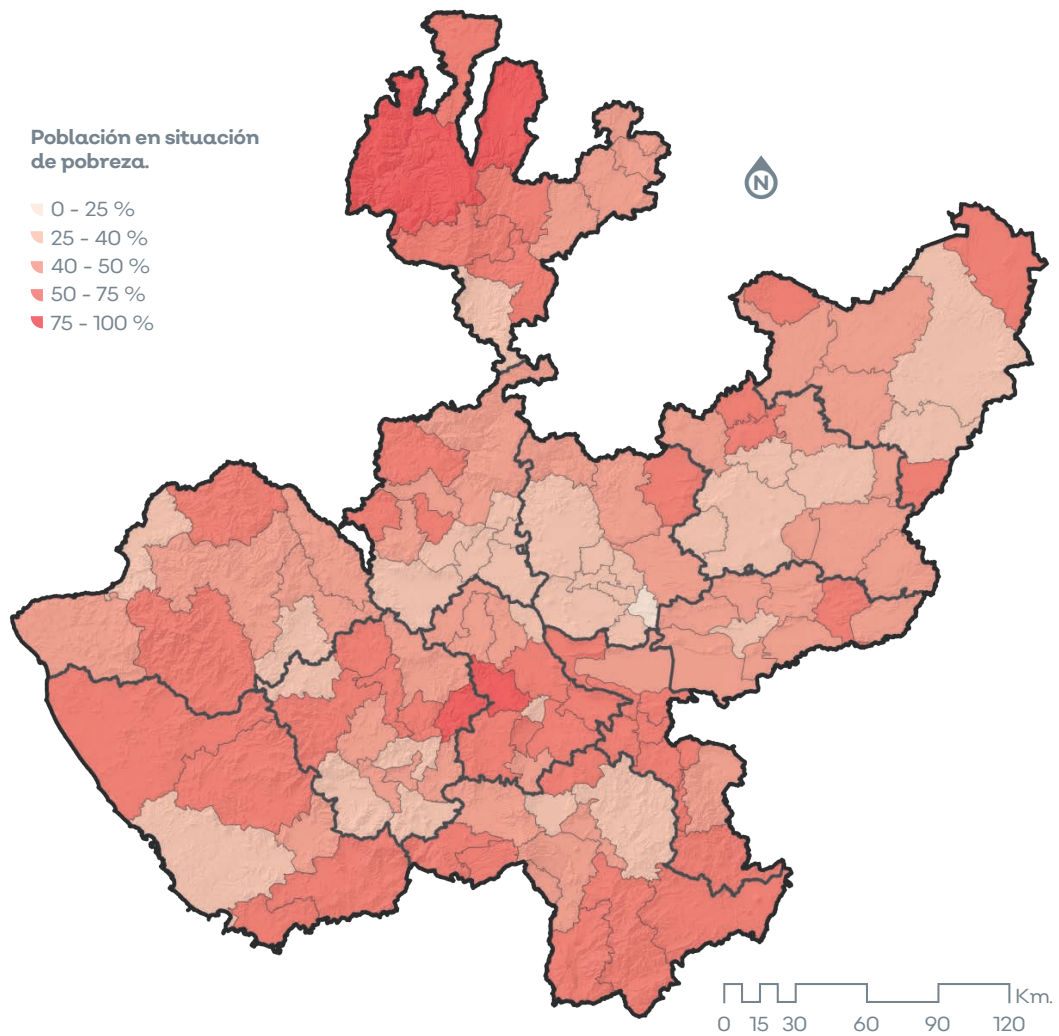 Población en situación
de pobreza.
0 - 25 %
25 - 40 %
40 - 50 %
50 - 75 %
75 - 100 %
N
Km.
0 15 30 60 90 120